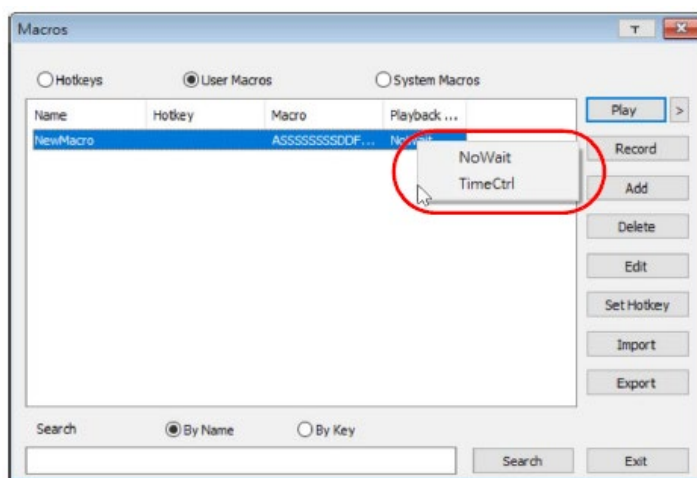 Macros
T
Hotkeys User Macros System Macros
Name Hotkey Macro Playback ...
NewMacro ASSSSSSSSDDF... NoWait
NoWait
TimeCtrl
Play >
Record
Add
Delete
Edit
Set Hotkey
Import
Export
Search By Name By Key
Search Exit